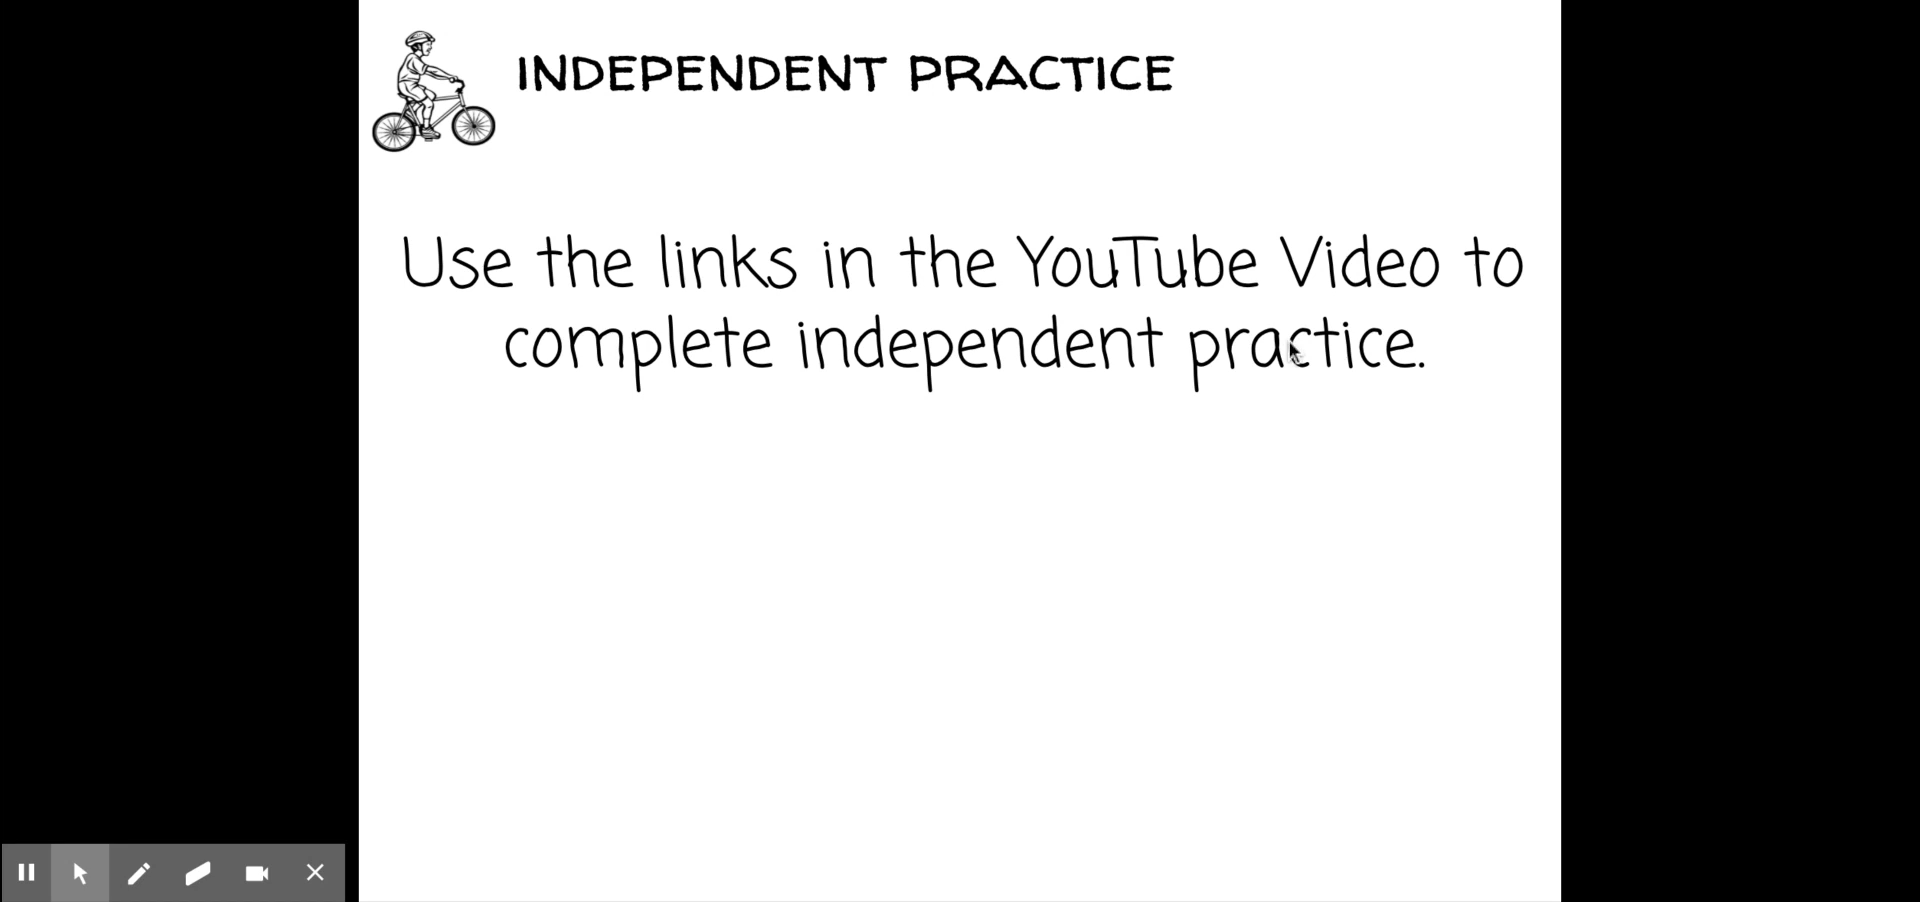 INDEPENDENT PRACTICE
Use the links in the YouTube Video to
complete independent practice.